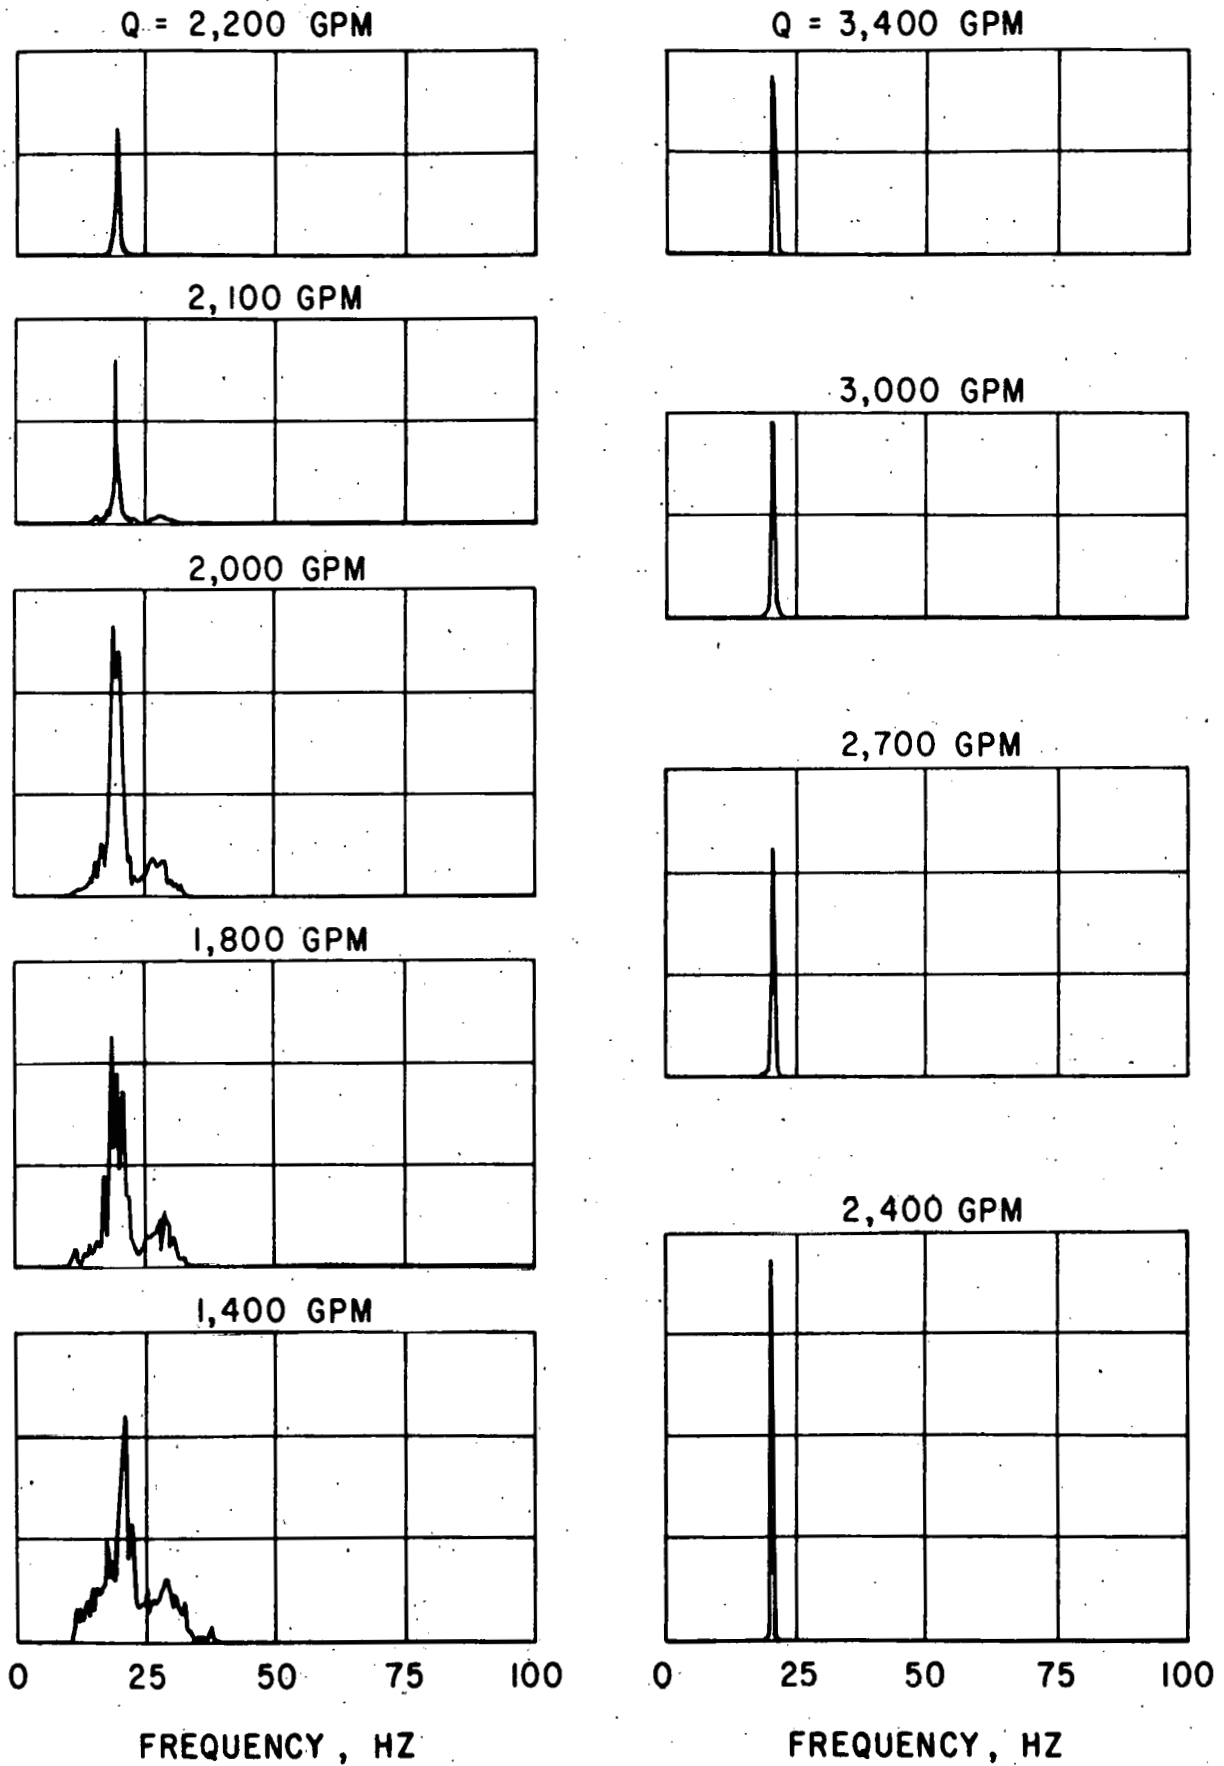 Q = 2,200 GPM
2,100 GPM
2,000 GPM
1,800 GPM
1,400 GPM
0 25 50 75 100
FREQUENCY, HZ
Q = 3,400 GPM
3,000 GPM
2,700 GPM
2,400 GPM
0 25 50 75 100
FREQUENCY, HZ